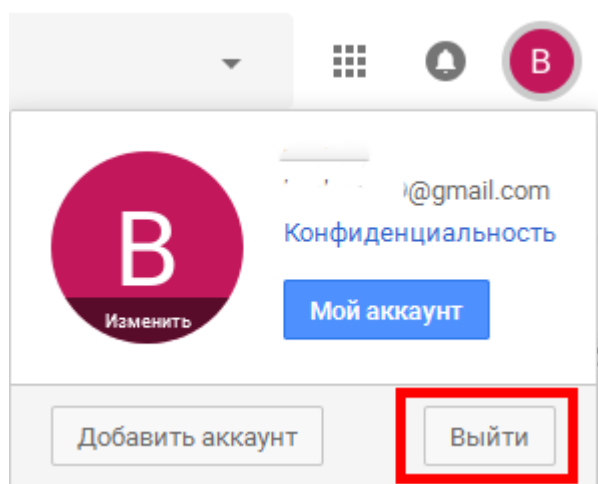 B
B
@gmail.com
Конфиденциальность
Изменить
Мой аккаунт
Добавить аккаунт
Выйти